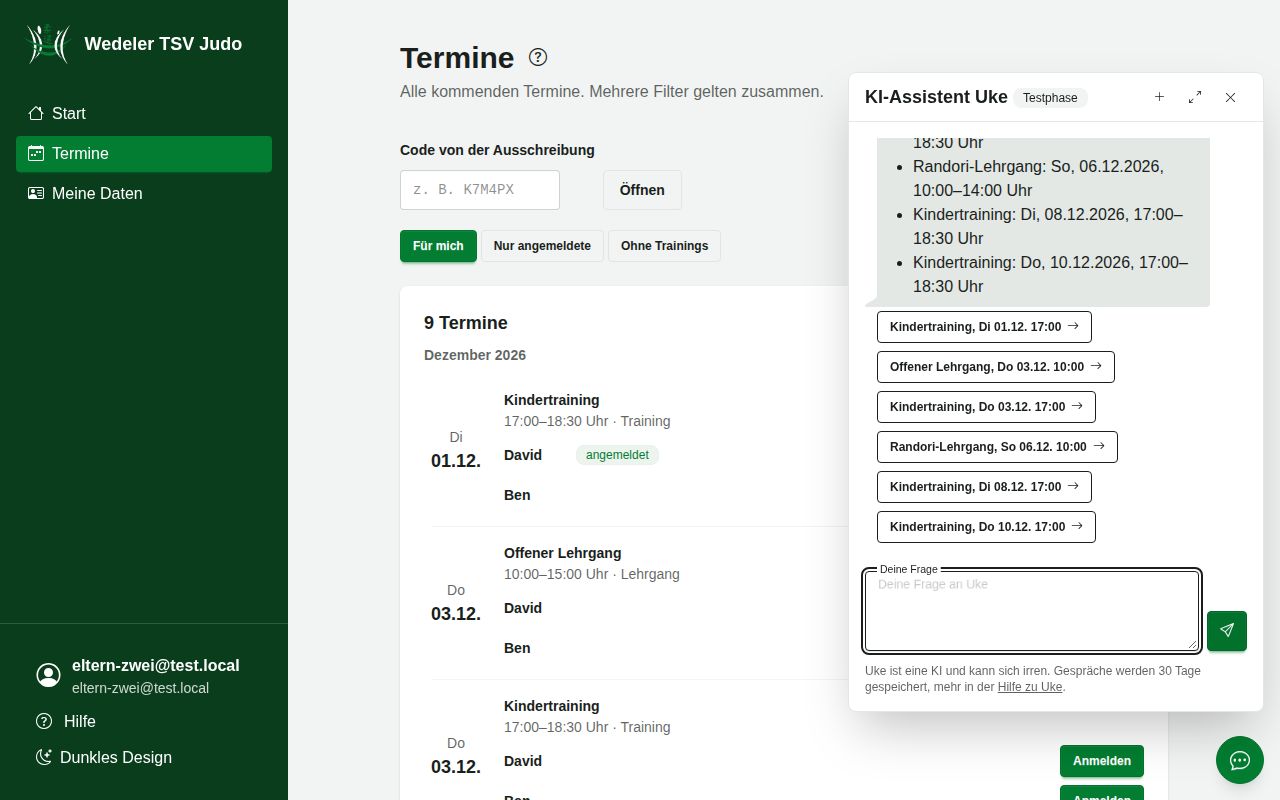 Wedeler TSV Judo
Start
Termine
Meine Daten
eltern-zwei@test.local
eltern-zwei@test.local
Hilfe
Dunkles Design
Termine
Alle kommenden Termine. Mehrere Filter gelten zusammen.
Code von der Ausschreibung
z. B. K7M4PX
Öffnen
Für mich
Nur angemeldete
Ohne Trainings
9 Termine
Dezember 2026
Di
01.12.
Kindertraining
17:00–18:30 Uhr · Training
David
angemeldet
Ben
Do
03.12.
Offener Lehrgang
10:00–15:00 Uhr · Lehrgang
David
Ben
Do
03.12.
Kindertraining
17:00–18:30 Uhr · Training
David
Anmelden
Ben
Anmelden
KI-Assistent Uke
Testphase
18:30 Uhr
Randori-Lehrgang: So, 06.12.2026,
10:00–14:00 Uhr
Kindertraining: Di, 08.12.2026, 17:00–
18:30 Uhr
Kindertraining: Do, 10.12.2026, 17:00–
18:30 Uhr
Kindertraining, Di 01.12. 17:00
Offener Lehrgang, Do 03.12. 10:00
Kindertraining, Do 03.12. 17:00
Randori-Lehrgang, So 06.12. 10:00
Kindertraining, Di 08.12. 17:00
Kindertraining, Do 10.12. 17:00
Deine Frage
Deine Frage an Uke
Uke ist eine KI und kann sich irren. Gespräche werden 30 Tage
gespeichert, mehr in der Hilfe zu Uke.